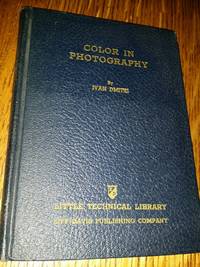 COLOR IN
PHOTOGRAPHY
BY
IVAN DMITRI
LITTLE TECHNICAL LIBRARY
ZIFF-DAVIS PUBLISHING COMPANY